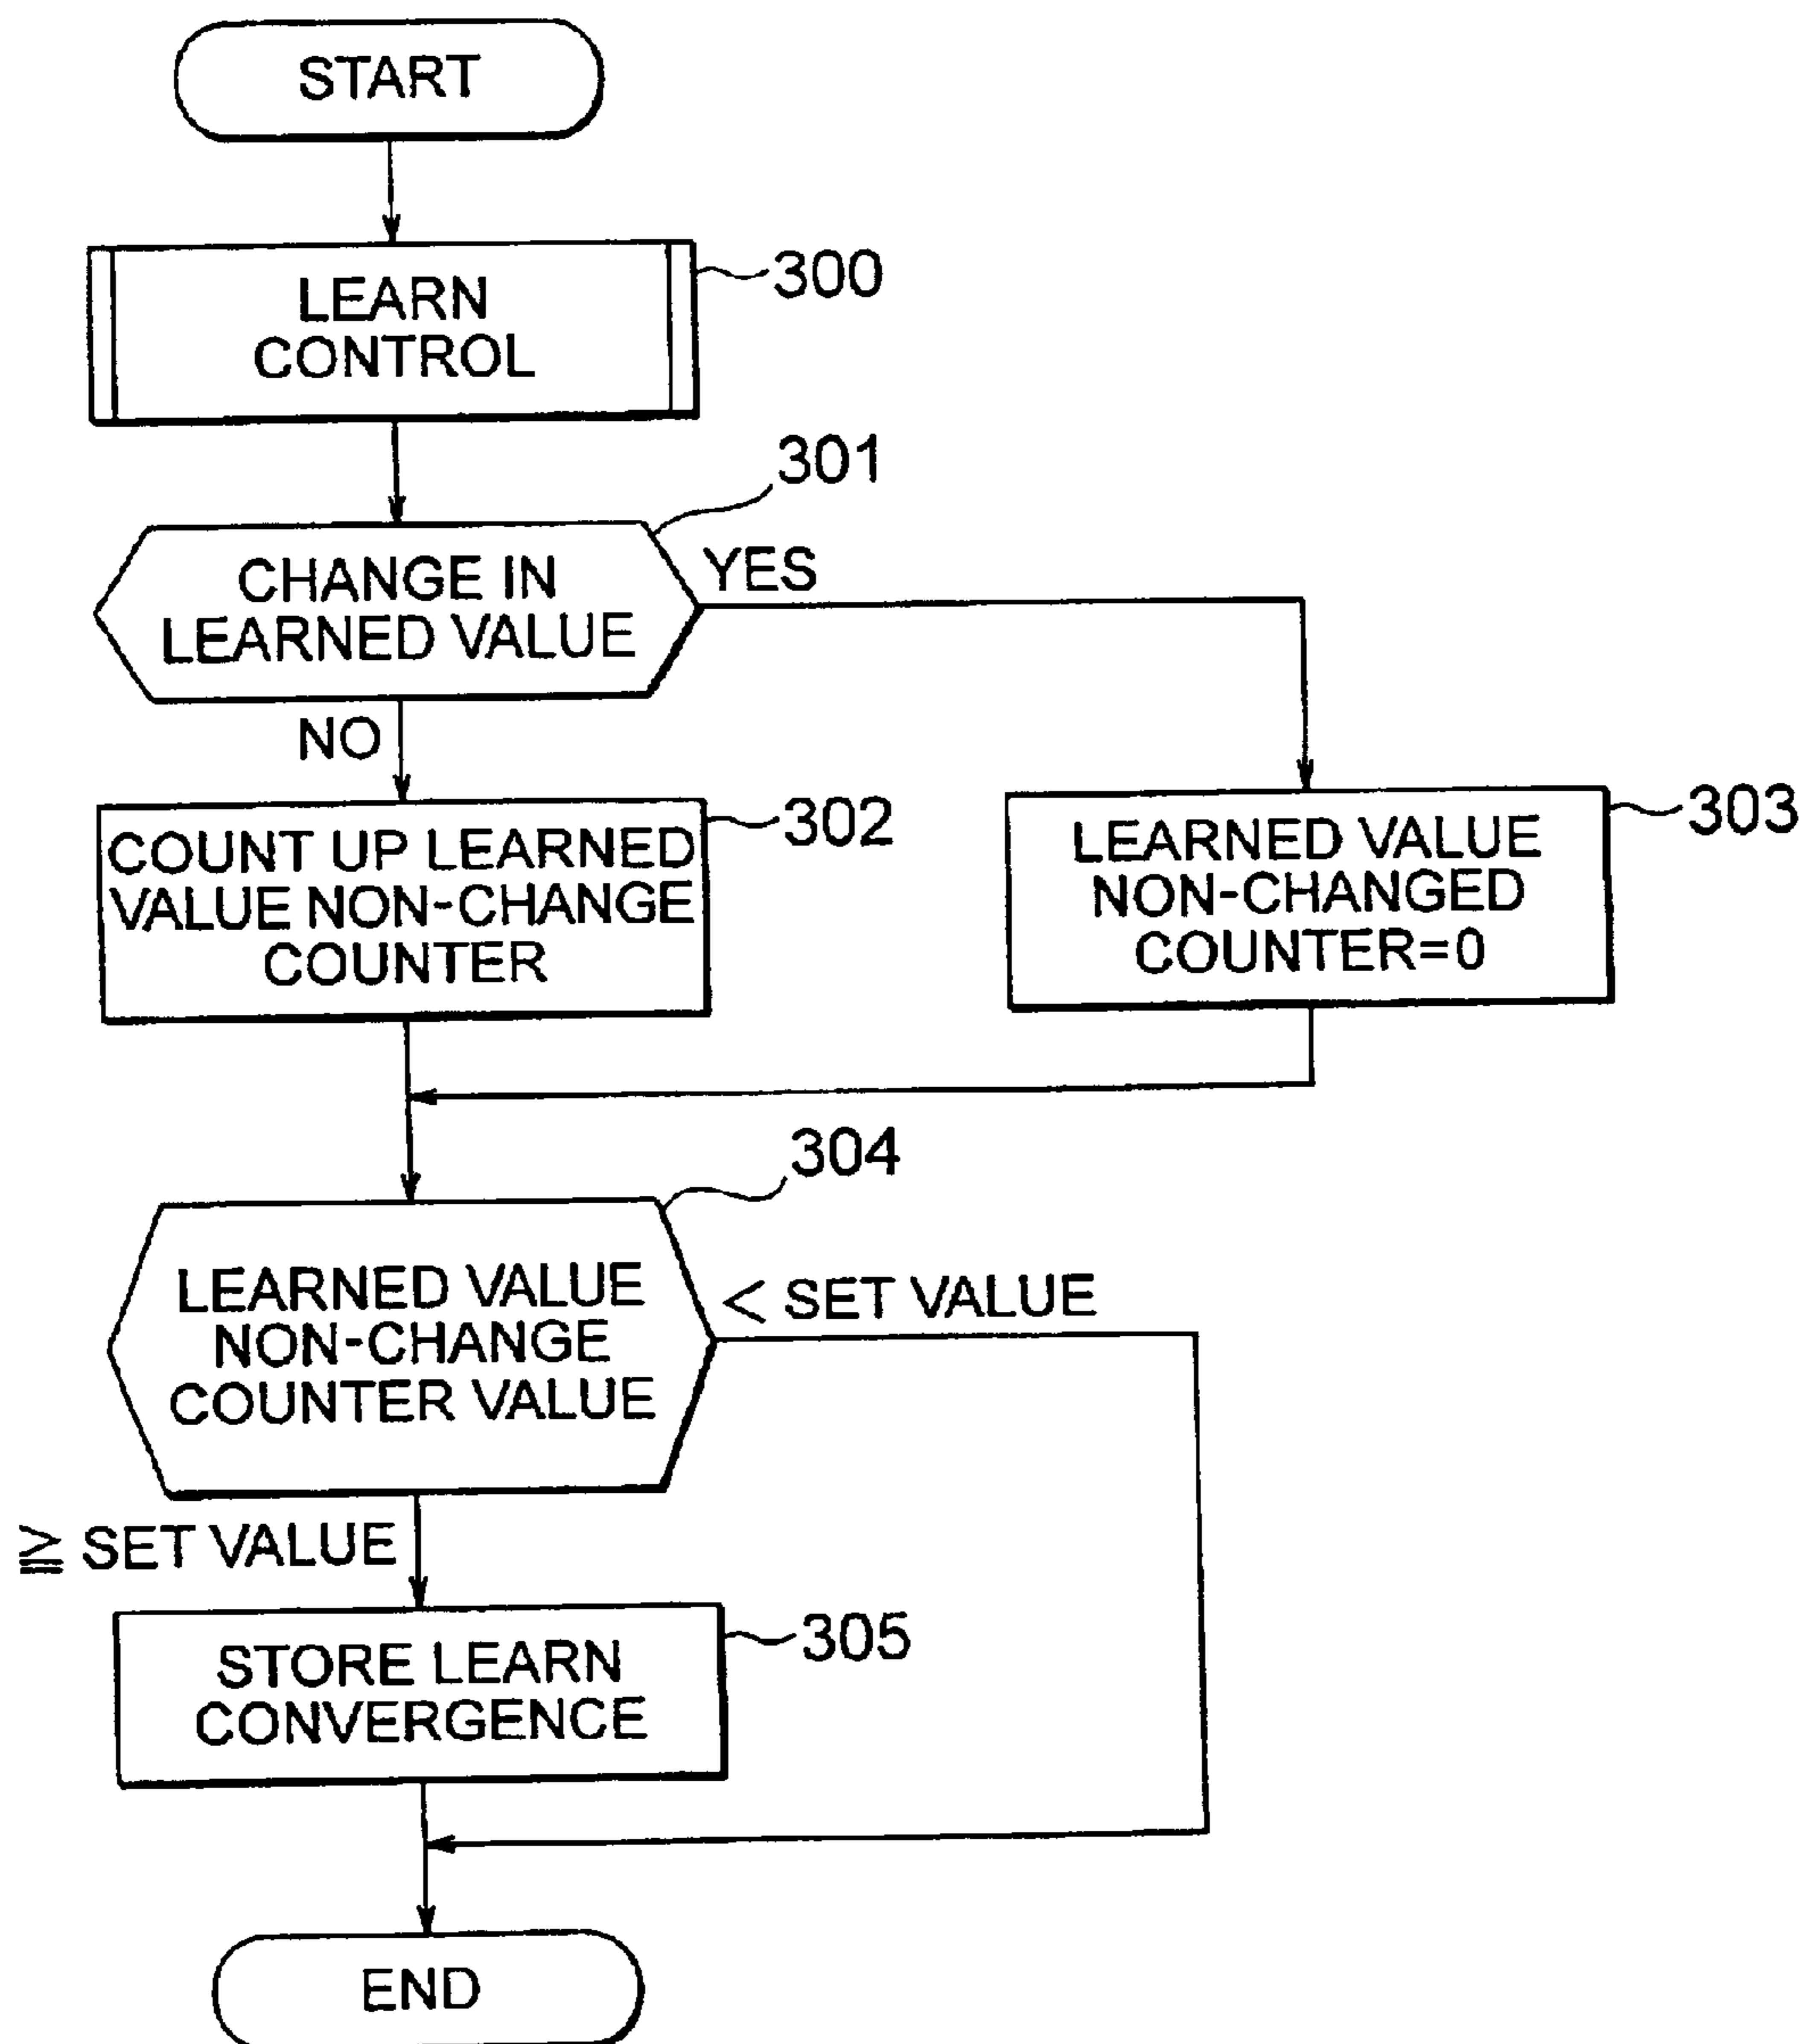 START
LEARN
CONTROL
300
301
CHANGE IN
LEARNED VALUE
YES
NO
COUNT UP LEARNED
VALUE NON-CHANGE
COUNTER
302
LEARNED VALUE
NON-CHANGED
COUNTER=0
303
304
LEARNED VALUE
NON-CHANGE
COUNTER VALUE
< SET VALUE
≧ SET VALUE
STORE LEARN
CONVERGENCE
305
END